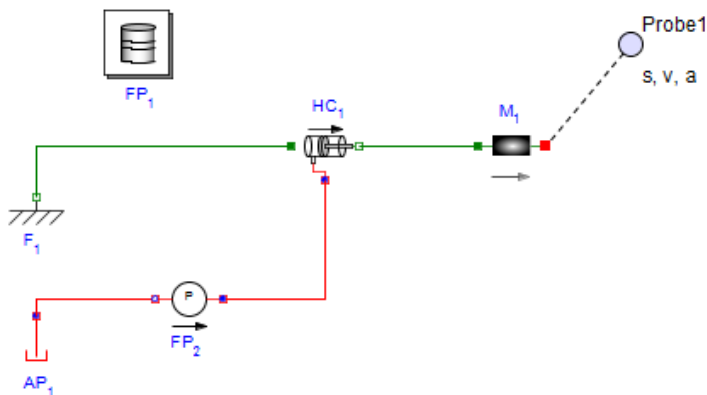 Probe1
s, v, a
FP1
HC1
M1
F1
P
FP2
AP1